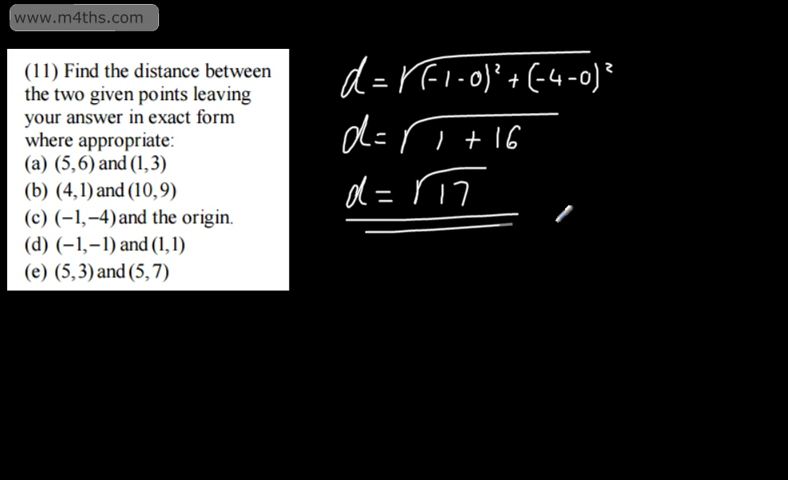 www.m4ths.com
(11) Find the distance between
the two given points leaving
your answer in exact form
where appropriate:
(a) (5,6) and (1,3)
(b) (4,1) and (10,9)
(c) (−1,−4) and the origin.
(d) (−1,−1) and (1,1)
(e) (5,3) and (5,7)
d = √(-1-0)² + (-4-0)²
d = √1 + 16
d = √17